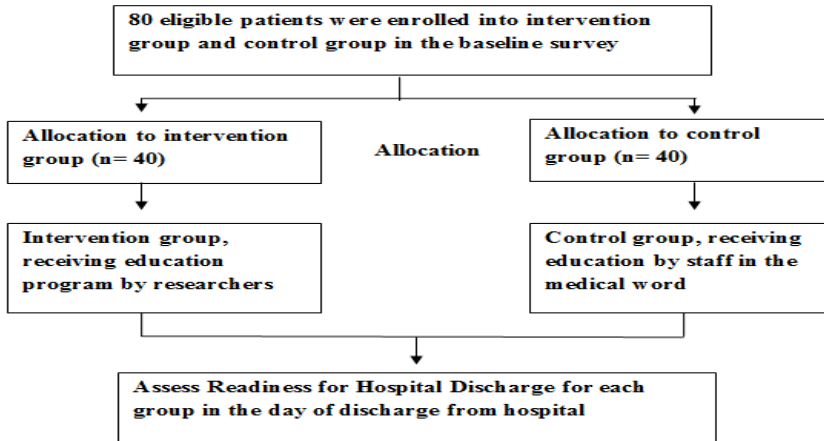 80 eligible patients were enrolled into intervention
group and control group in the baseline survey
Allocation to intervention
group (n= 40)
Allocation
Allocation to control
group (n= 40)
Intervention group,
receiving education
program by researchers
Control group, receiving
education by staff in the
medical word
Assess Readiness for Hospital Discharge for each
group in the day of discharge from hospital